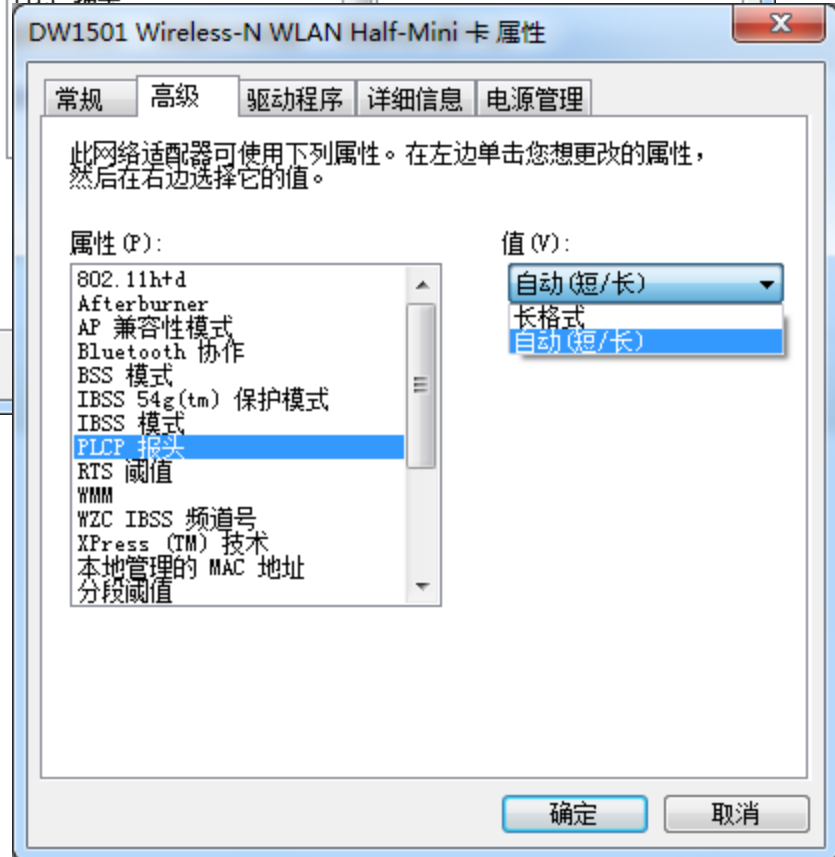 DW1501 Wireless-N WLAN Half-Mini 卡 属性
常规 高级 驱动程序 详细信息 电源管理
此网络适配器可使用下列属性。在左边单击您想更改的属性，
然后在右边选择它的值。
属性(P): 值(V):
802.11h+d
Afterburner
AP 兼容性模式
Bluetooth 协作
BSS 模式
IBSS 54g(tm) 保护模式
IBSS 模式
PLCP 报头
RTS 阈值
WMM
WZC IBSS 频道号
XPress (TM) 技术
本地管理的 MAC 地址
分段阈值
自动(短/长)
长格式
自动(短/长)
确定 取消